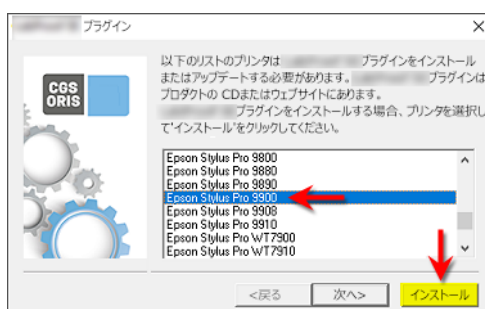 プラグイン
CGS
ORIS
以下のリストのプリンタは プラグインをインストール
またはアップデートする必要があります。 プラグインは
プロダクトの CDまたはウェブサイトにあります。
プラグインをインストールする場合、プリンタを選択し
て'インストール'をクリックしてください。
Epson Stylus Pro 9800
Epson Stylus Pro 9880
Epson Stylus Pro 9890
Epson Stylus Pro 9900
Epson Stylus Pro 9908
Epson Stylus Pro 9910
Epson Stylus Pro WT7900
Epson Stylus Pro WT7910
<戻る 次へ> インストール